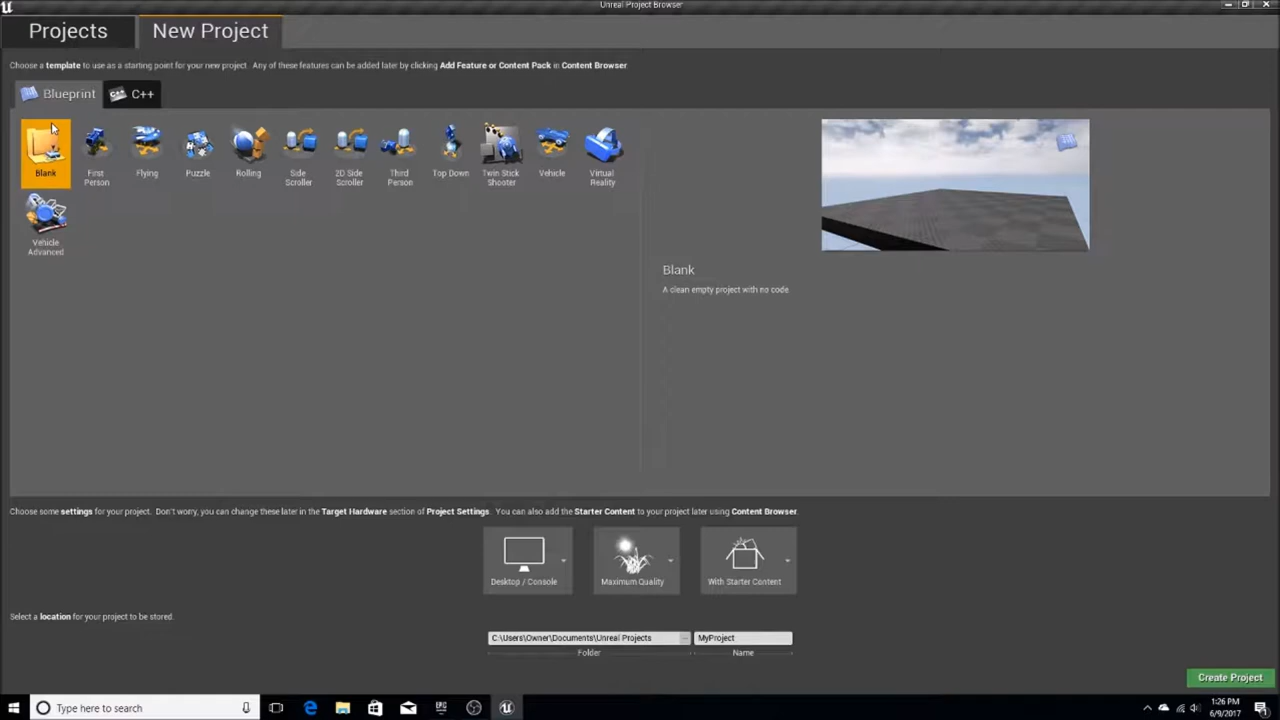 Unreal Project Browser
Projects
New Project
Choose a template to use as a starting point for your new project. Any of these features can be added later by clicking Add Feature or Content Pack in Content Browser
Blueprint
C++
Blank
First
Person
Flying
Puzzle
Rolling
Side
Scroller
2D Side
Scroller
Third
Person
Top Down
Twin Stick
Shooter
Vehicle
Virtual
Reality
Vehicle
Advanced
Blank
A clean empty project with no code.
Choose some settings for your project. Don't worry, you can change these later in the Target Hardware section of Project Settings. You can also add the Starter Content to your project later using Content Browser.
Desktop / Console
Maximum Quality
With Starter Content
Select a location for your project to be stored.
C:\Users\Owner\Documents\Unreal Projects
...
MyProject
Folder
Name
Create Project
Type here to search
1:26 PM
6/9/2017